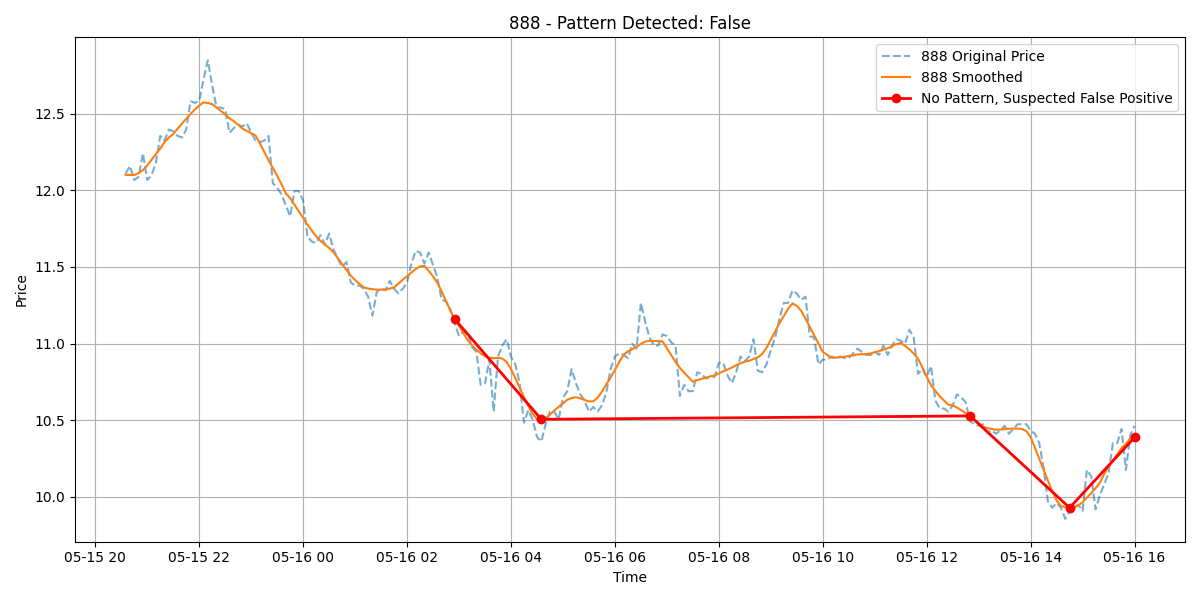 888 - Pattern Detected: False
888 Original Price
888 Smoothed
No Pattern, Suspected False Positive
Price
12.5
12.0
11.5
11.0
10.5
10.0
05-15 20 05-15 22 05-16 00 05-16 02 05-16 04 05-16 06 05-16 08 05-16 10 05-16 12 05-16 14 05-16 16
Time